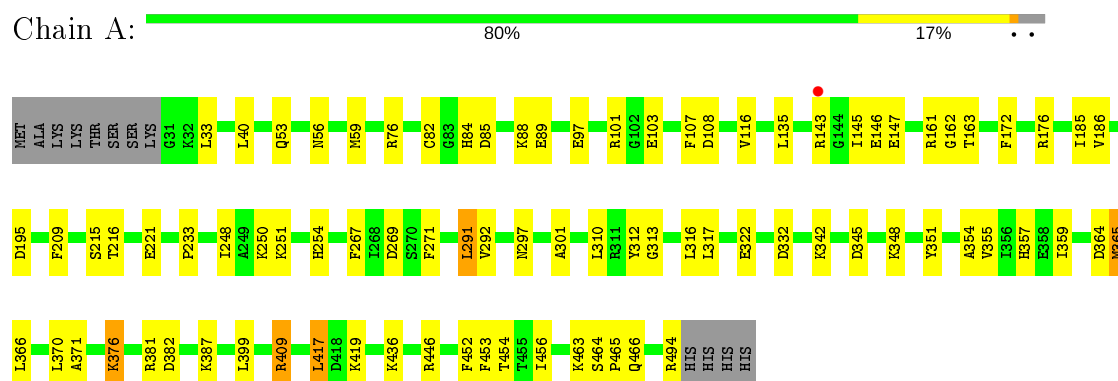 Chain A:
80% 17% • •
MET ALA LYS LYS THR SER SER LYS G31 K32 L33 L40 Q53 N56 M59 R76 C82 G83 H84 D85 K88 E89 E97 R101 G102 E103 F107 D108 V116 L135 R143 G144 I145 E146 E147 R161 G162 T163 F172 R176 I185 V186
D195 F209 S215 T216 E221 P233 I248 A249 K250 K251 H254 F267 I268 D269 S270 F271 L291 V292 N297 A301 L310 R311 Y312 G313 L316 L317 E322 D332 K342 D345 K348 Y351 A354 V355 I356 H357 E358 I359 D364 M365
L366 L370 A371 K376 R381 D382 K387 L399 R409 L417 D418 K419 K436 R446 F452 F453 T454 T455 I456 K463 S464 P465 Q466 R494 HIS HIS HIS HIS